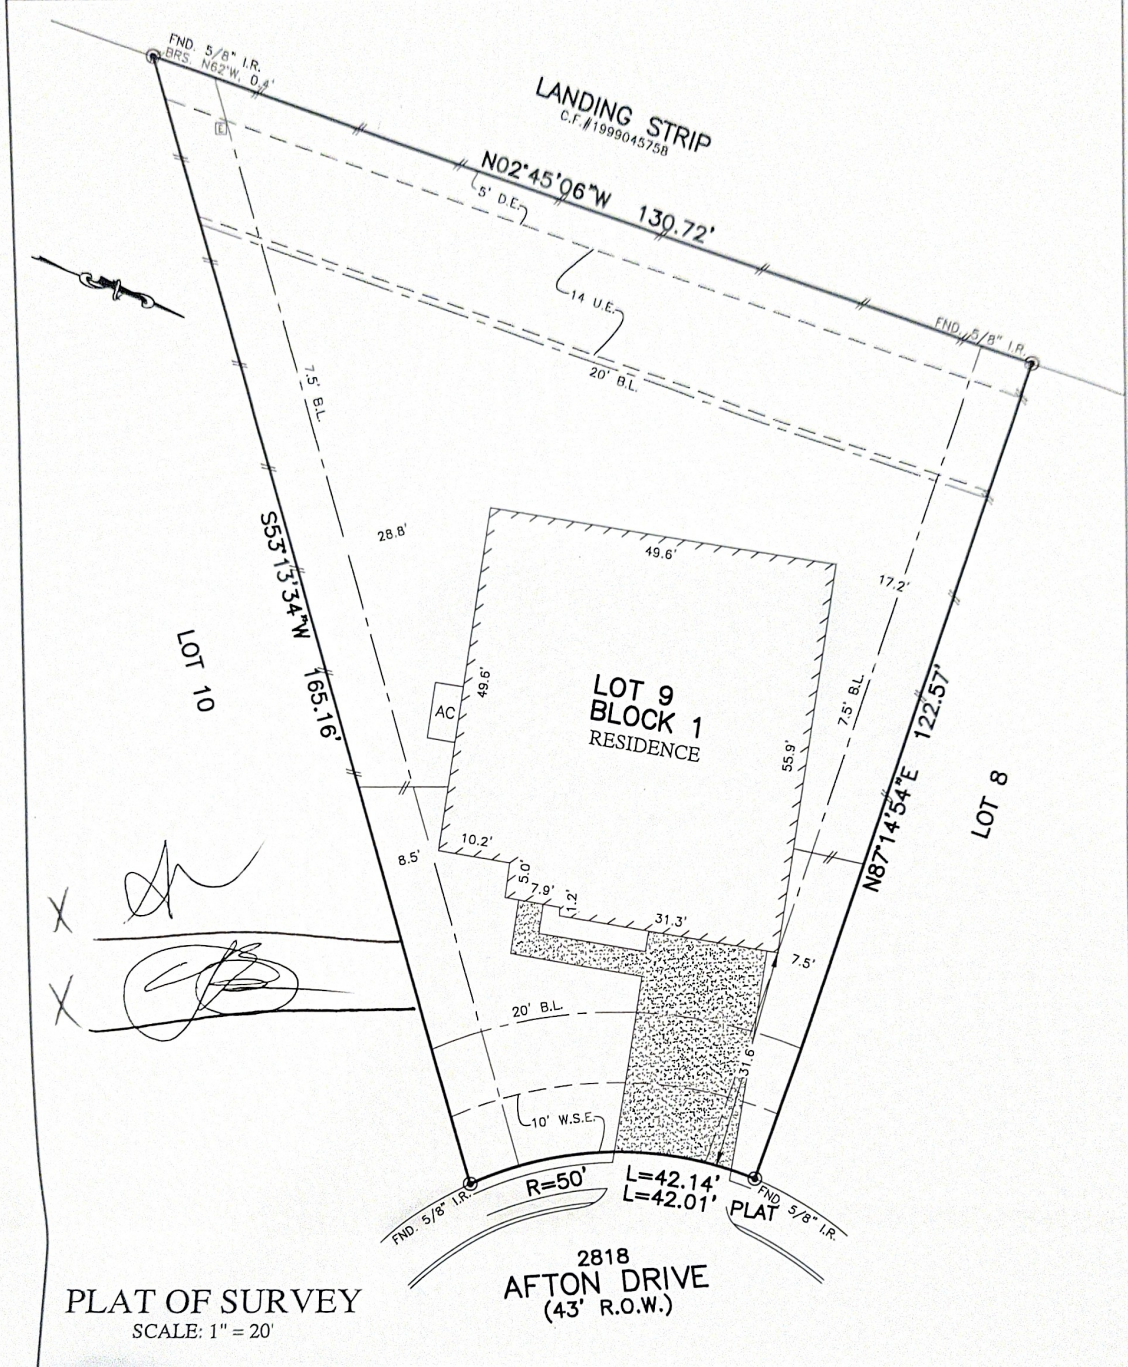 FND. 5/8" I.R.
BRS. N62°W, 0.4'
E
LANDING STRIP
C.F.#1999045758
N02°45'06"W 130.72'
5' D.E.
14 U.E.
FND. 5/8" I.R.
20' B.L.
7.5' B.L.
28.8'
49.6'
17.2'
S53°13'34"W 165.16'
LOT 10
49.6'
AC
LOT 9
BLOCK 1
RESIDENCE
55.9'
7.5' B.L.
N87°14'54"E 122.57'
LOT 8
10.2'
8.5'
5.0'
7.9'
1.2'
31.3'
7.5'
X
X
20' B.L.
31.6'
10' W.S.E.
R=50'
L=42.14'
L=42.01' PLAT
FND. 5/8" I.R.
FND. 5/8" I.R.
2818
AFTON DRIVE
(43' R.O.W.)
PLAT OF SURVEY
SCALE: 1" = 20'